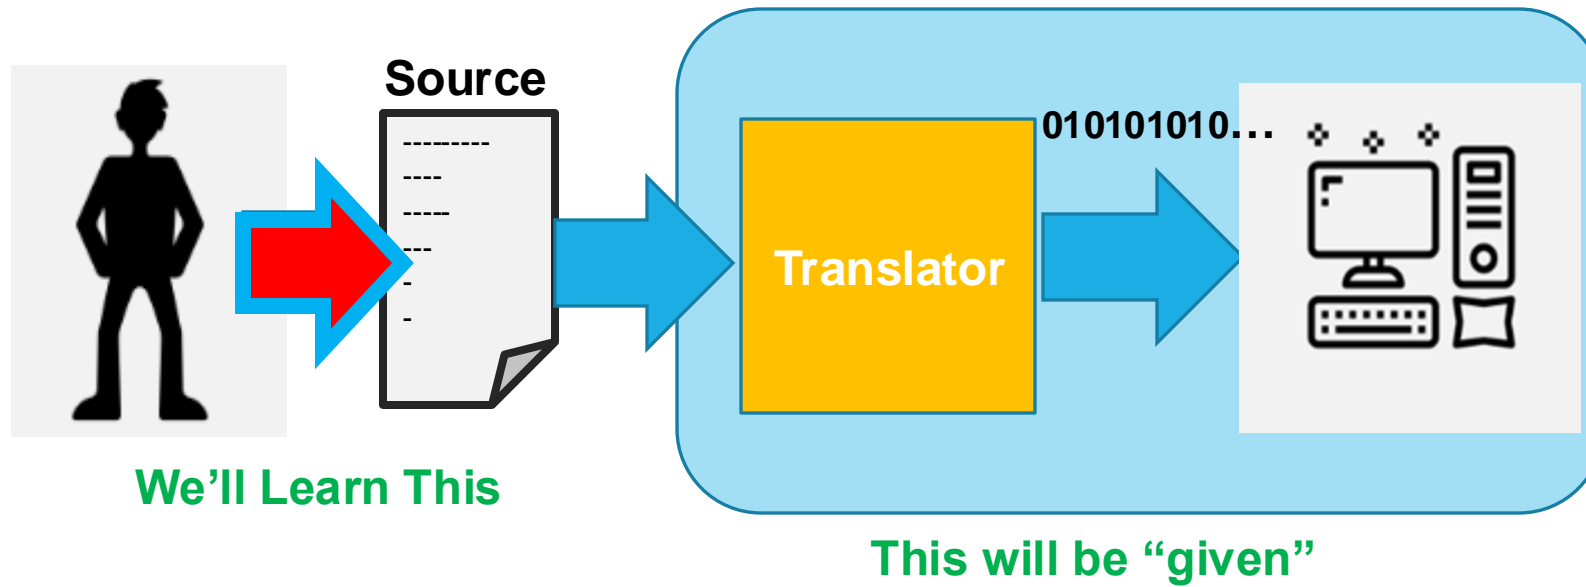 Source
---------
----
-----
---
-
-
Translator
010101010...
We’ll Learn This
This will be “given”